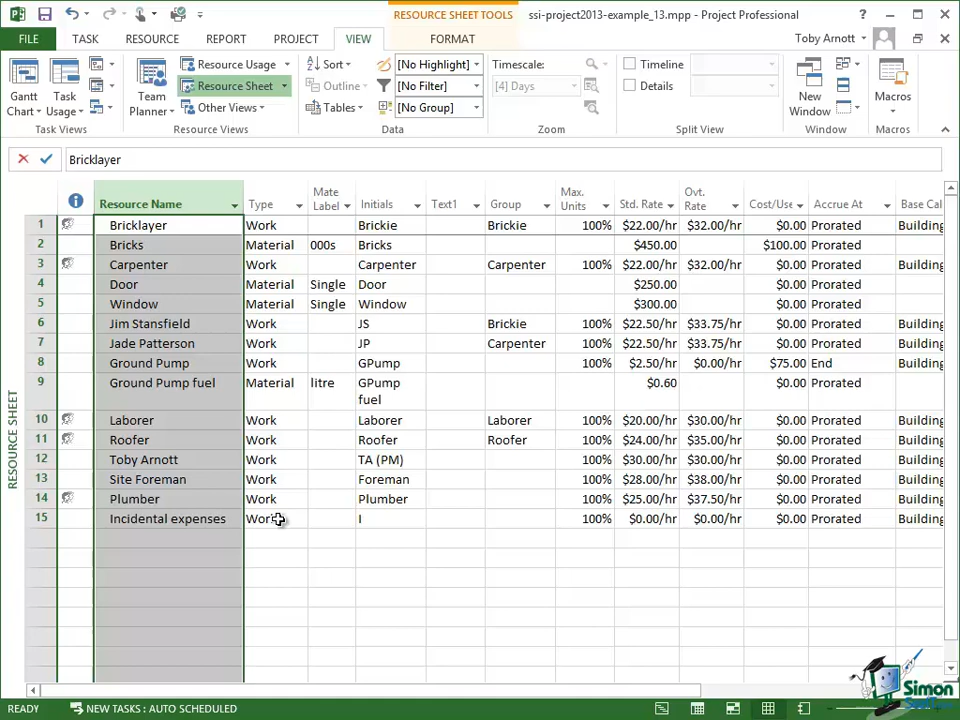 RESOURCE SHEET TOOLS
ssi-project2013-example_13.mpp - Project Professional
FILE TASK RESOURCE REPORT PROJECT VIEW FORMAT Toby Arnott
Gantt Chart
Task Usage
Task Views
Team Planner
Resource Usage
Resource Sheet
Other Views
Resource Views
Sort
Outline
Tables
[No Highlight]
[No Filter]
[No Group]
Data
Timescale:
[4] Days
Zoom
Timeline
Details
Split View
New Window
Window
Macros
Macros
Bricklayer
Resource Name Type Mate Label Initials Text1 Group Max. Units Std. Rate Ovt. Rate Cost/Use Accrue At Base Cal
1 Bricklayer Work Brickie Brickie 100% $22.00/hr $32.00/hr $0.00 Prorated Building
2 Bricks Material 000s Bricks $450.00 $100.00 Prorated
3 Carpenter Work Carpenter Carpenter 100% $22.00/hr $32.00/hr $0.00 Prorated Building
4 Door Material Single Door $250.00 $0.00 Prorated
5 Window Material Single Window $300.00 $0.00 Prorated
6 Jim Stansfield Work JS Brickie 100% $22.50/hr $33.75/hr $0.00 Prorated Building
7 Jade Patterson Work JP Carpenter 100% $22.50/hr $33.75/hr $0.00 Prorated Building
8 Ground Pump Work GPump 100% $2.50/hr $0.00/hr $75.00 End Building
9 Ground Pump fuel Material litre GPump fuel $0.60 $0.00 Prorated
10 Laborer Work Laborer Laborer 100% $20.00/hr $30.00/hr $0.00 Prorated Building
11 Roofer Work Roofer Roofer 100% $24.00/hr $35.00/hr $0.00 Prorated Building
12 Toby Arnott Work TA (PM) 100% $30.00/hr $30.00/hr $0.00 Prorated Building
13 Site Foreman Work Foreman 100% $28.00/hr $38.00/hr $0.00 Prorated Building
14 Plumber Work Plumber 100% $25.00/hr $37.50/hr $0.00 Prorated Building
15 Incidental expenses Work I 100% $0.00/hr $0.00/hr $0.00 Prorated Building
RESOURCE SHEET
READY NEW TASKS : AUTO SCHEDULED
Simon